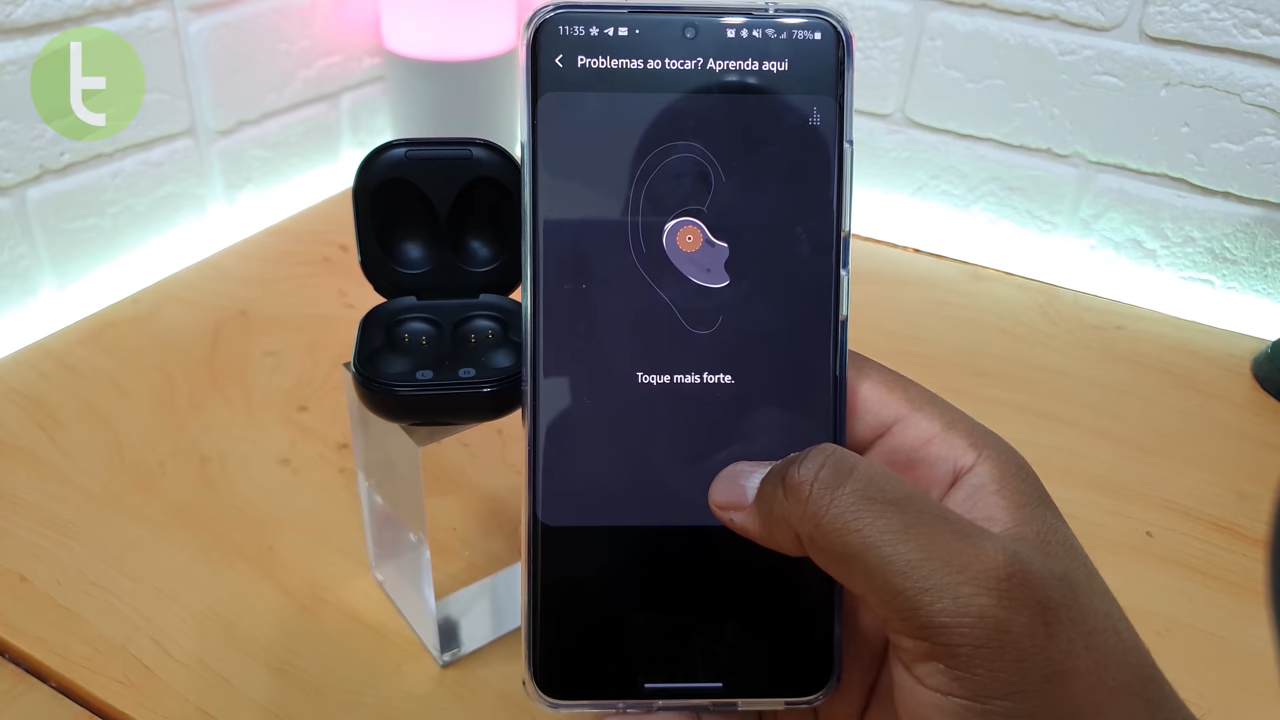 t
11:35
78%
Problemas ao tocar? Aprenda aqui
Toque mais forte.
L R